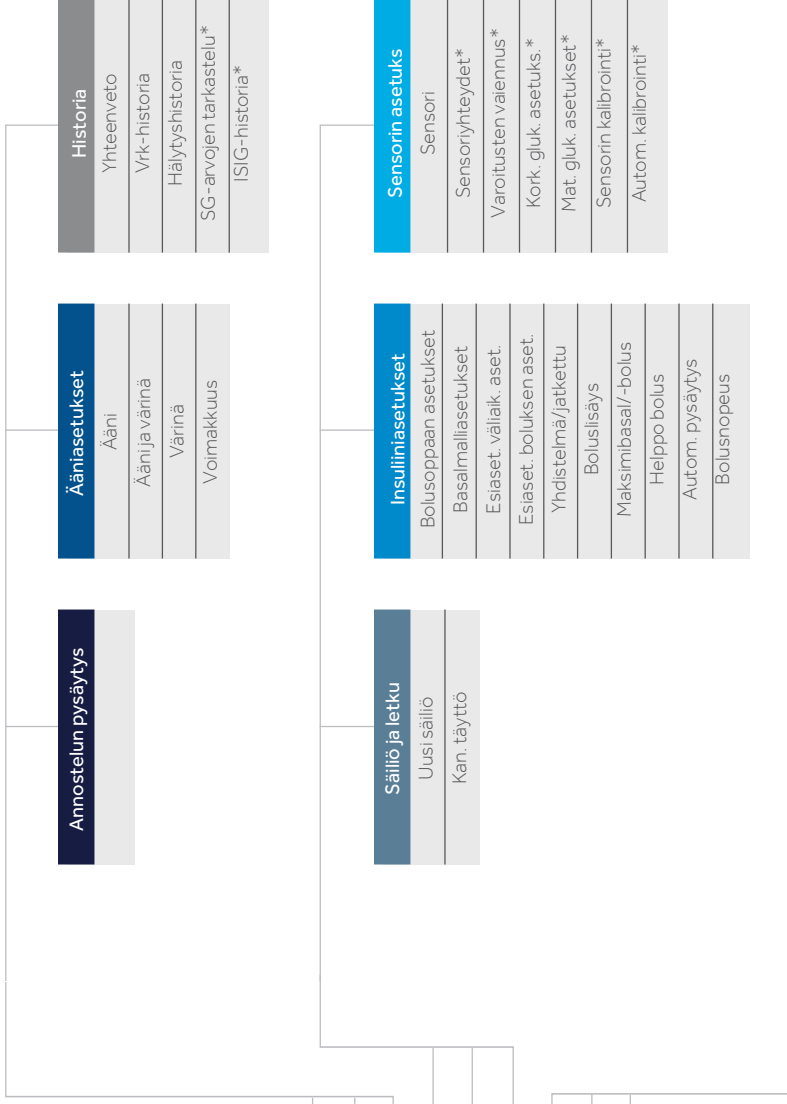 Annostelun pysäytys
Ääniasetukset
Ääni
Ääni ja värinä
Värinä
Voimakkuus
Historia
Yhteenveto
Vrk-historia
Hälytyshistoria
SG-arvojen tarkastelu*
ISIG-historia*
Säiliö ja letku
Uusi säiliö
Kan. täyttö
Insuliiniasetukset
Bolusoppaan asetukset
Basalmalliasetukset
Esiaset. väliaik. aset.
Esiaset. boluksen aset.
Yhdistelmä/jatkettu
Boluslisäys
Maksimibasal/-bolus
Helppo bolus
Autom. pysäytys
Bolusnopeus
Sensorin asetuks
Sensori
Sensoriyhteydet*
Varoitusten vaiennus*
Kork. gluk. asetuks.*
Mat. gluk. asetukset*
Sensorin kalibrointi*
Autom. kalibrointi*